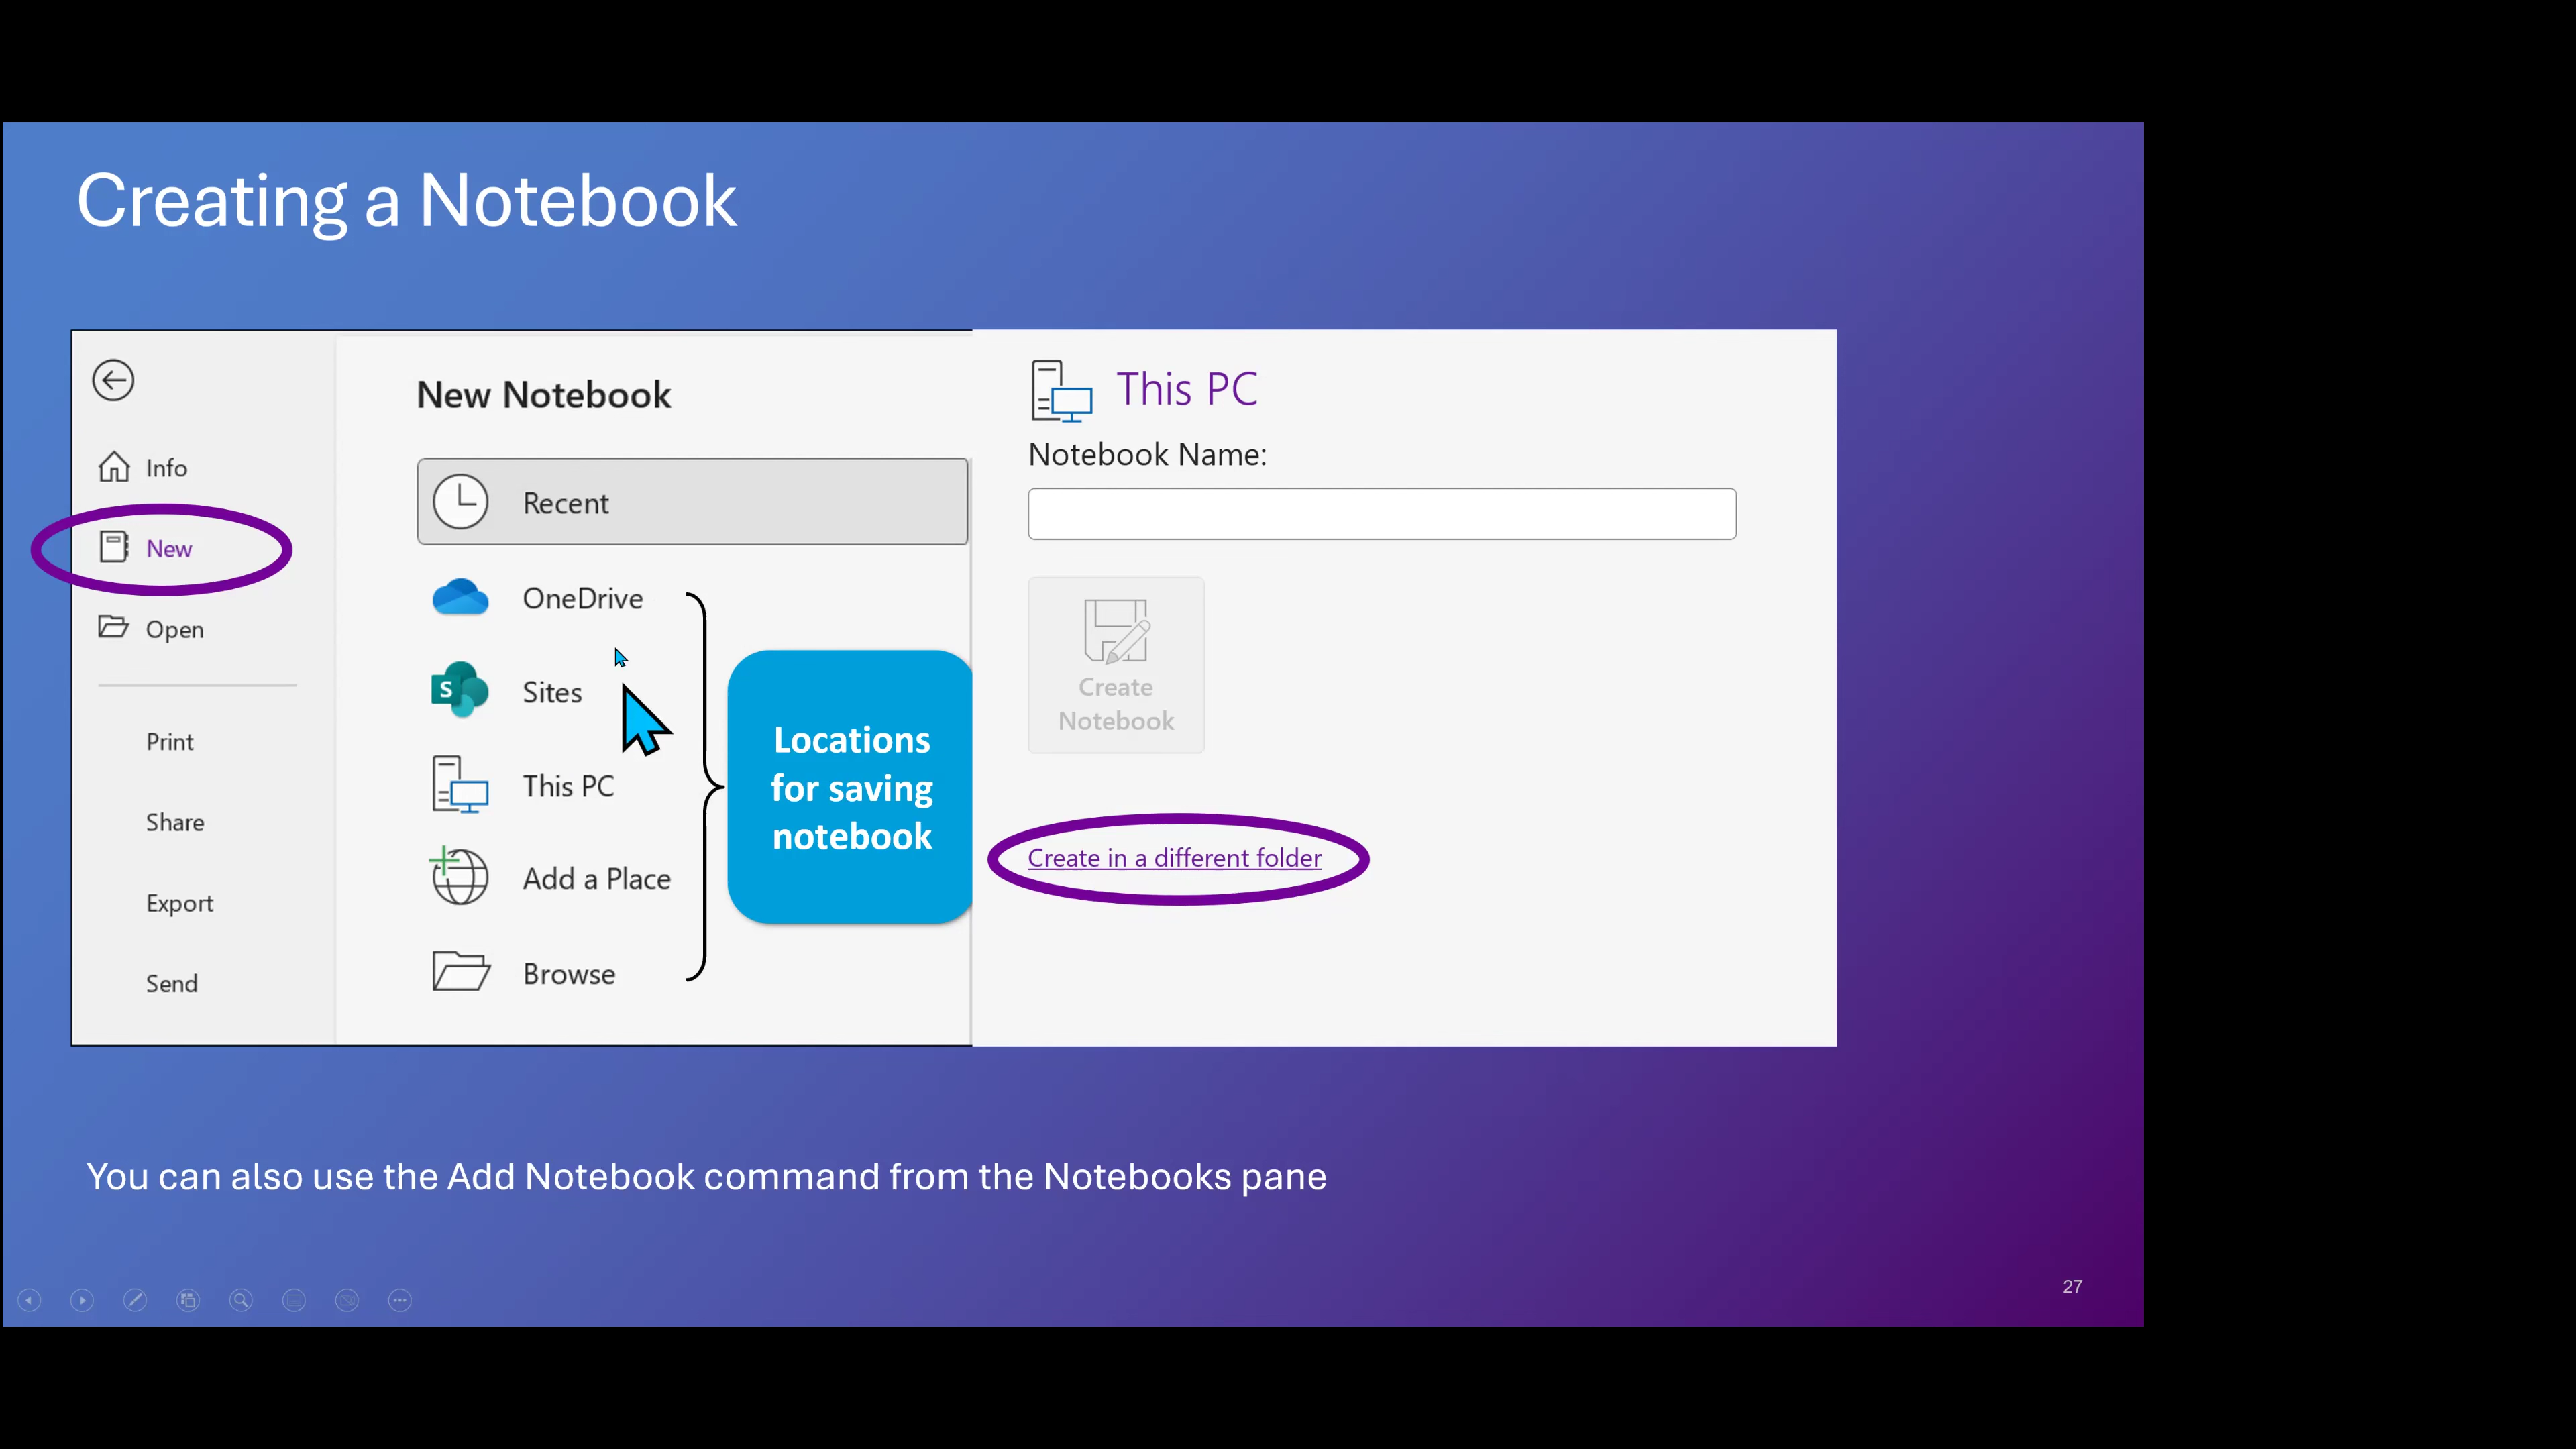 Creating a Notebook
Info
New
Open
Print
Share
Export
Send
New Notebook
Recent
OneDrive
S
Sites
This PC
Add a Place
Browse
Locations
for saving
notebook
This PC
Notebook Name:
Create
Notebook
Create in a different folder
You can also use the Add Notebook command from the Notebooks pane
27